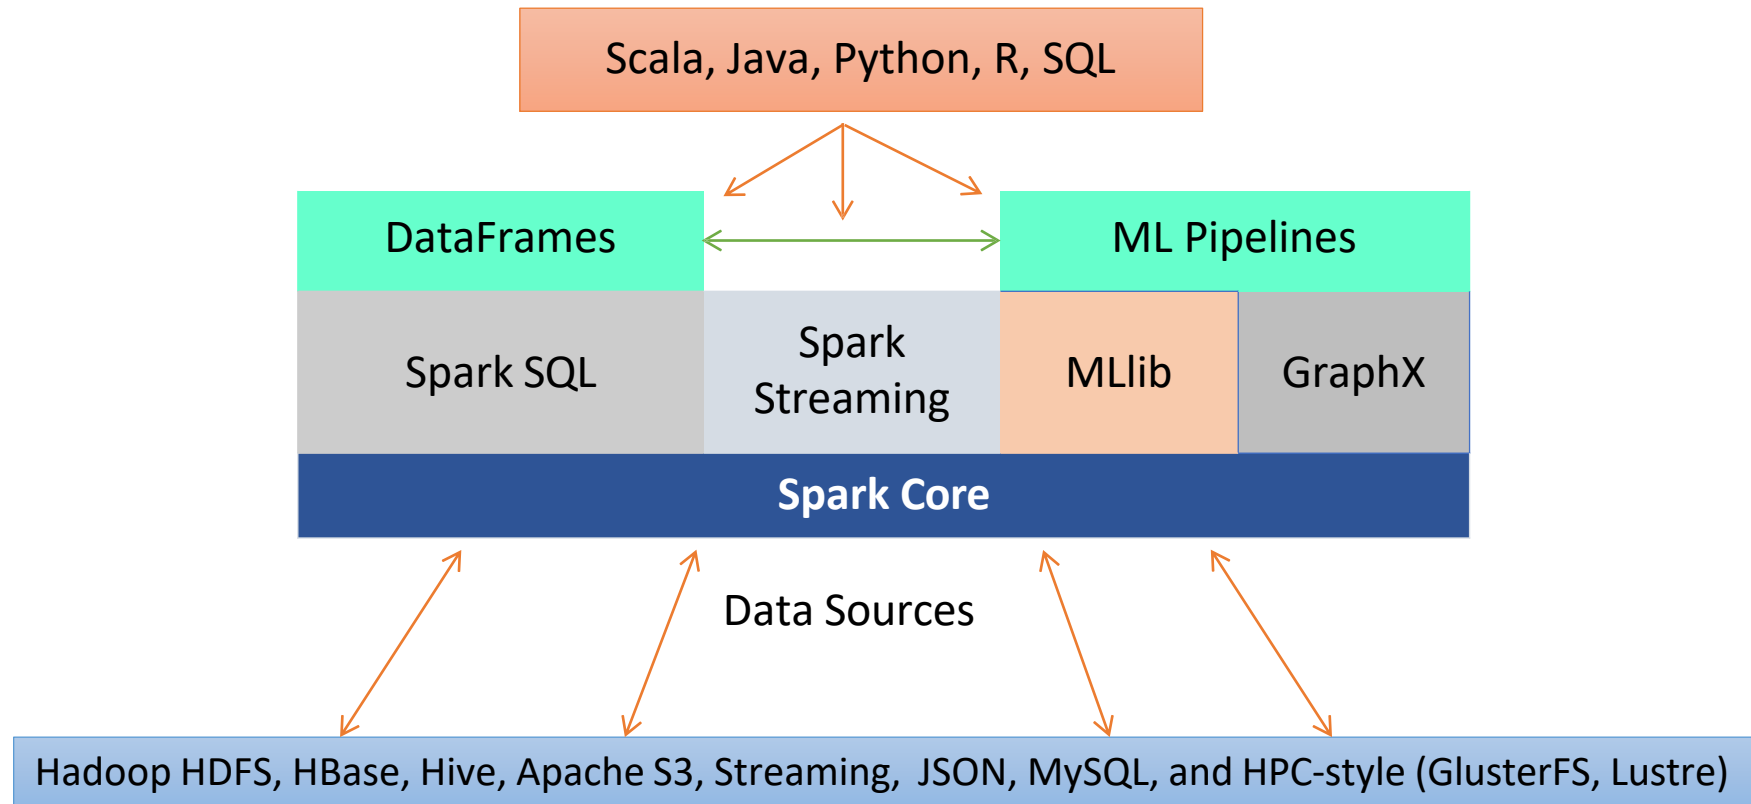 Scala, Java, Python, R, SQL
DataFrames
ML Pipelines
Spark SQL
Spark
Streaming
MLlib
GraphX
Spark Core
Data Sources
Hadoop HDFS, HBase, Hive, Apache S3, Streaming, JSON, MySQL, and HPC-style (GlusterFS, Lustre)